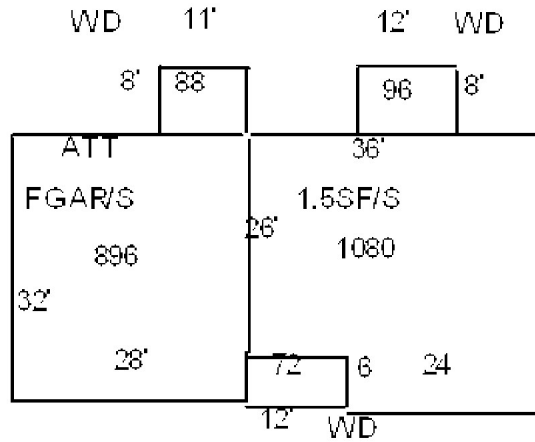 WD 11' 12' WD
8' 88 96 8'
ATT 36'
FGAR/S 1.5SF/S
26'
896 1080
32'
28' 72 6 24
12' WD